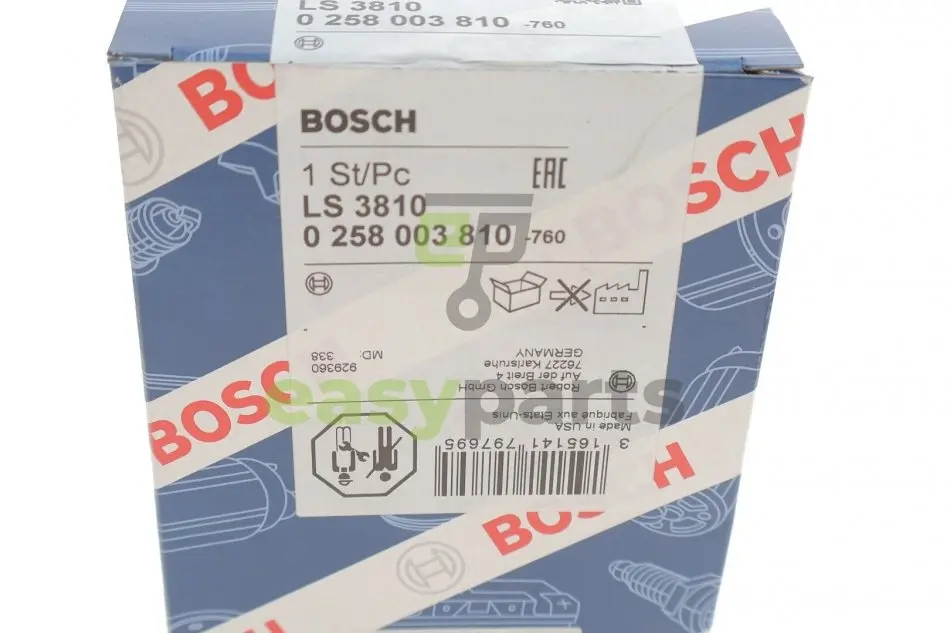 LS 3810
0 258 003 810 -760
BOSCH
1 St/Pc
EAC
LS 3810
0 258 003 810 -760
MD: 338
929360
Robert Bosch GmbH
Auf der Breit 4
76227 Karlsruhe
GERMANY
easyparts
Made in USA
Fabriqué aux Etats-Unis
3 165141 797695
BO
BOSCH
BOSCH
BOSCH
BOSCH